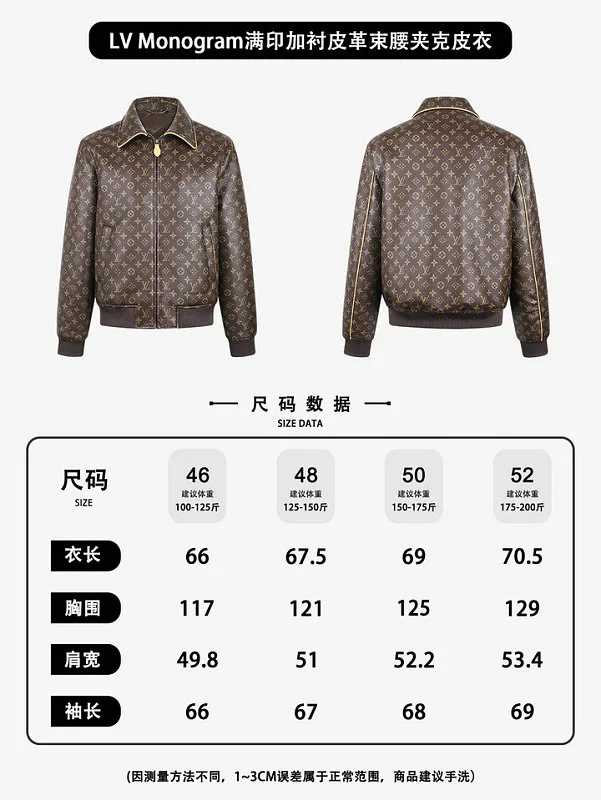 LV Monogram满印加衬皮革束腰夹克皮衣
尺码数据
SIZE DATA
尺码 46 48 50 52
SIZE 建议体重 建议体重 建议体重 建议体重
100-125斤 125-150斤 150-175斤 175-200斤
衣长 66 67.5 69 70.5
胸围 117 121 125 129
肩宽 49.8 51 52.2 53.4
袖长 66 67 68 69
(因测量方法不同，1~3CM误差属于正常范围，商品建议手洗)